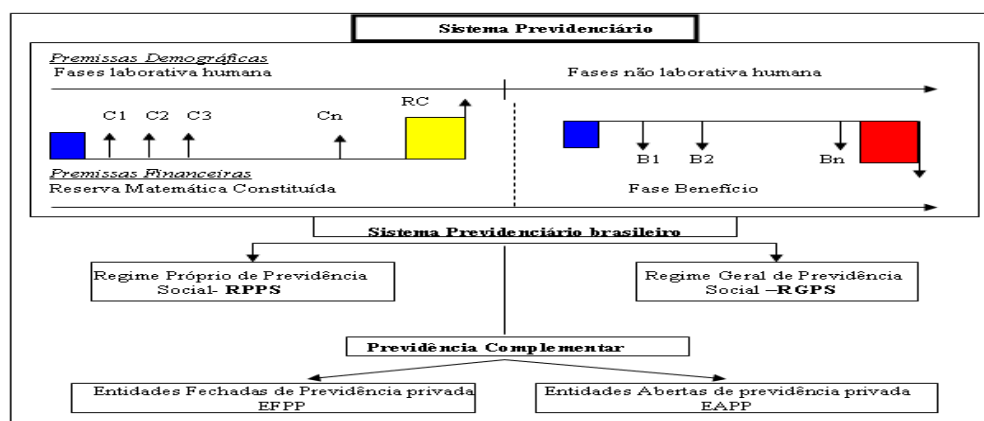 Sistema Previdenciário
Premissas Demográficas
Fases laborativa humana
Fases não laborativa humana
C1
C2
C3
Cn
RC
B1
B2
Bn
Premissas Financeiras
Reserva Matemática Constituída
Fase Benefício
Sistema Previdenciário brasileiro
Regime Próprio de Previdência
Social- RPPS
Regime Geral de Previdência
Social –RGPS
Previdência Complementar
Entidades Fechadas de Previdência privada
EFPP
Entidades Abertas de previdência privada
EAPP